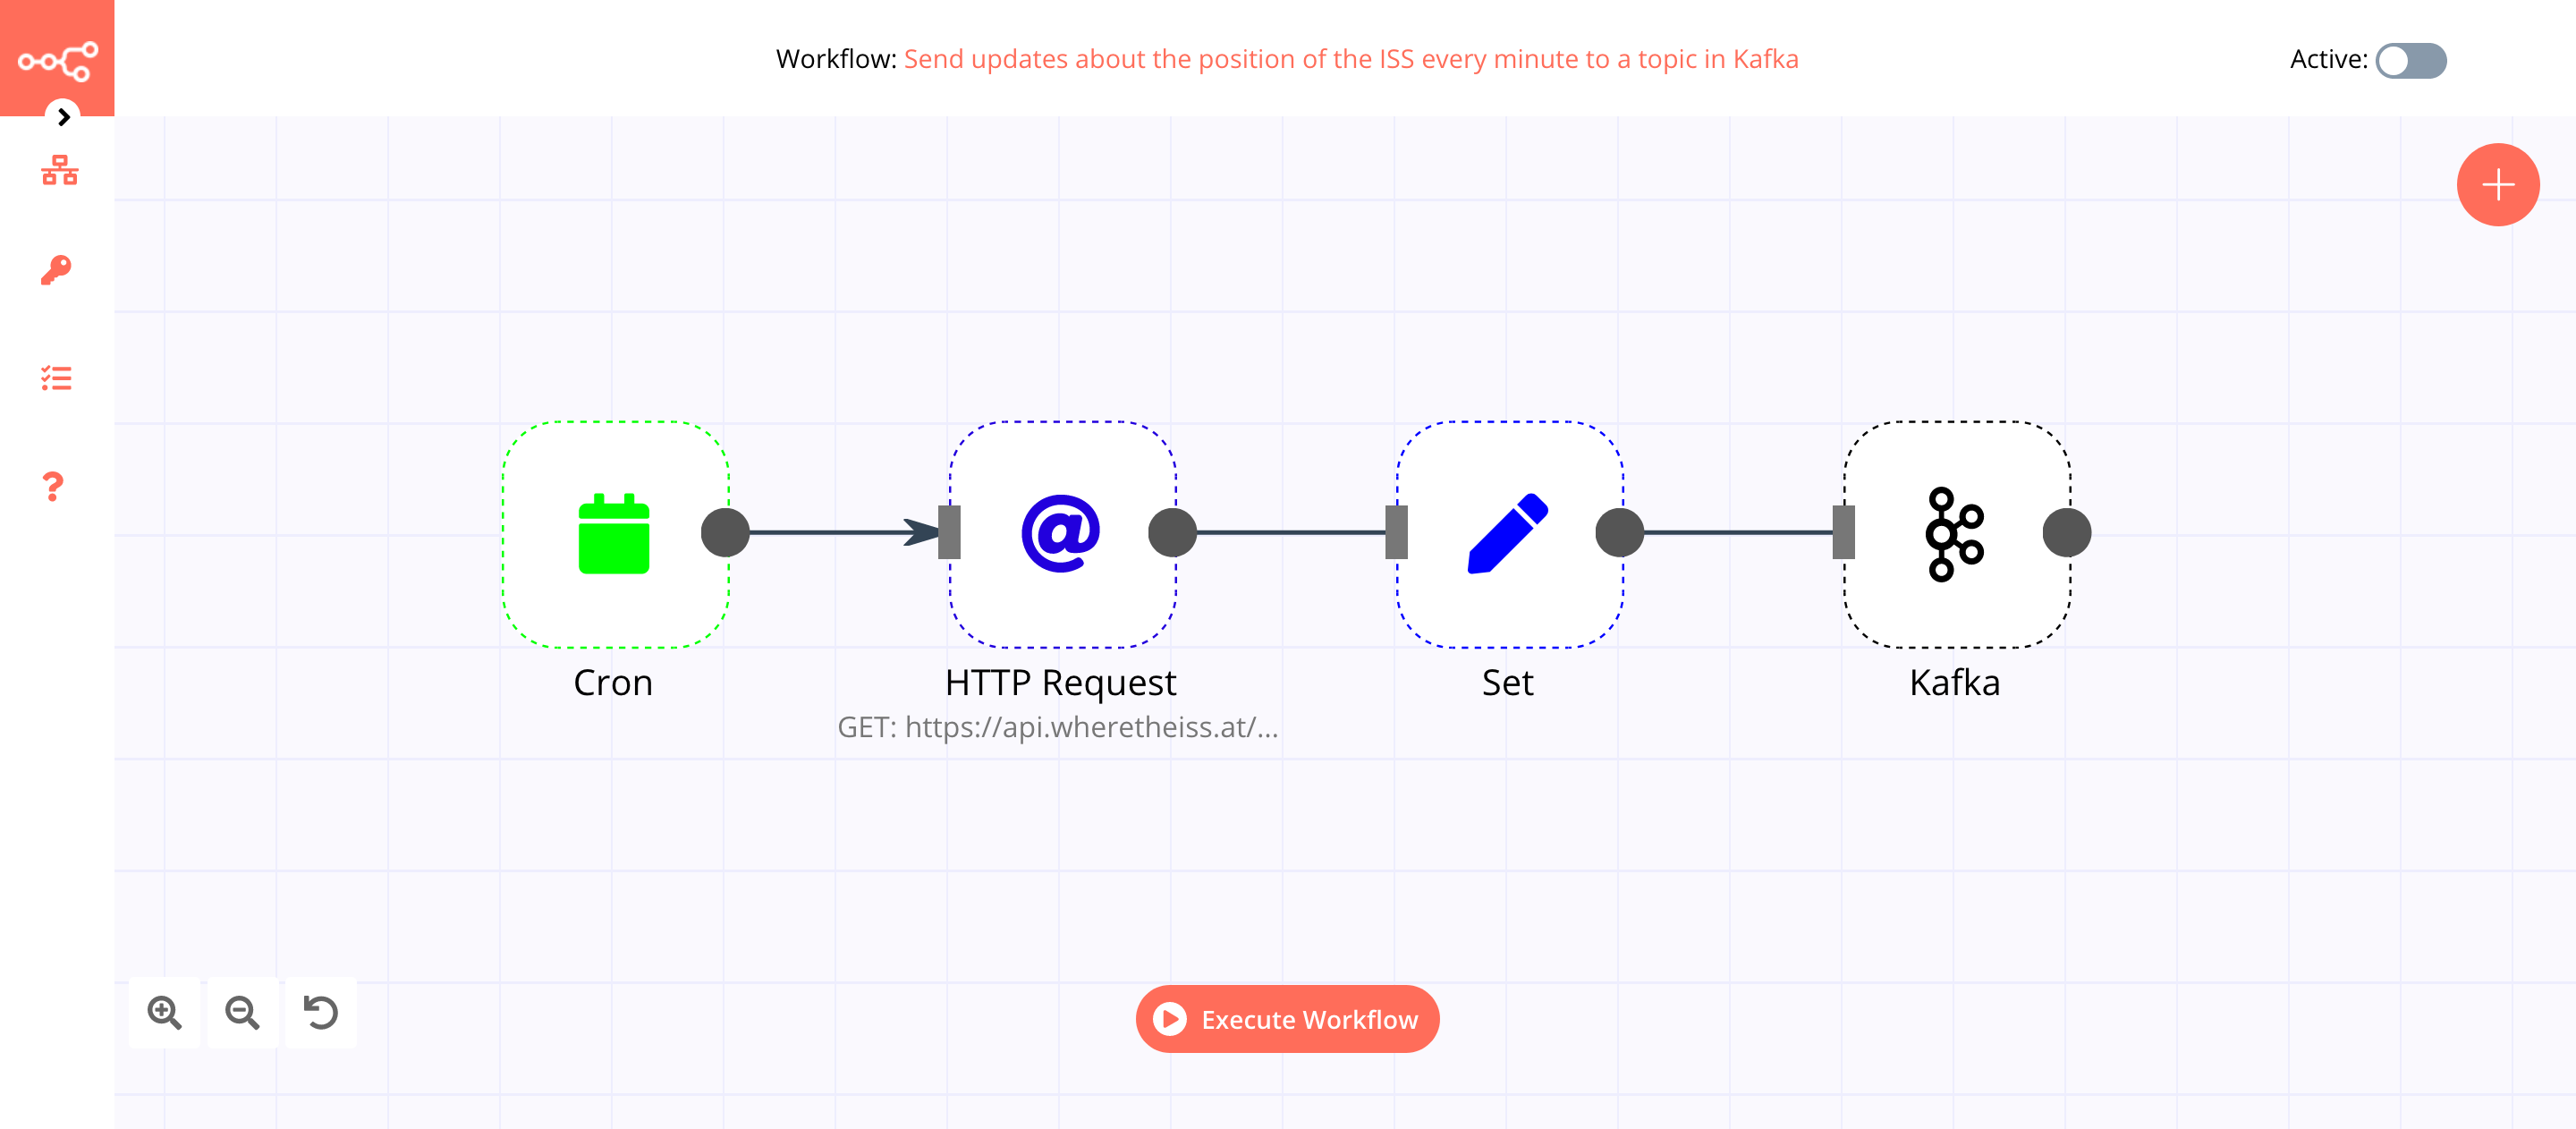 Workflow: Send updates about the position of the ISS every minute to a topic in Kafka
Active:
Cron
HTTP Request
Set
Kafka
GET: https://api.wheretheiss.at/...
Execute Workflow